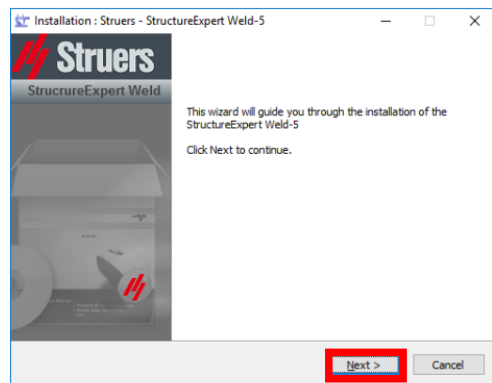 Installation : Struers - StructureExpert Weld-5
Struers
StrucrureExpert Weld
This wizard will guide you through the installation of the
StructureExpert Weld-5
Click Next to continue.
Next >
Cancel